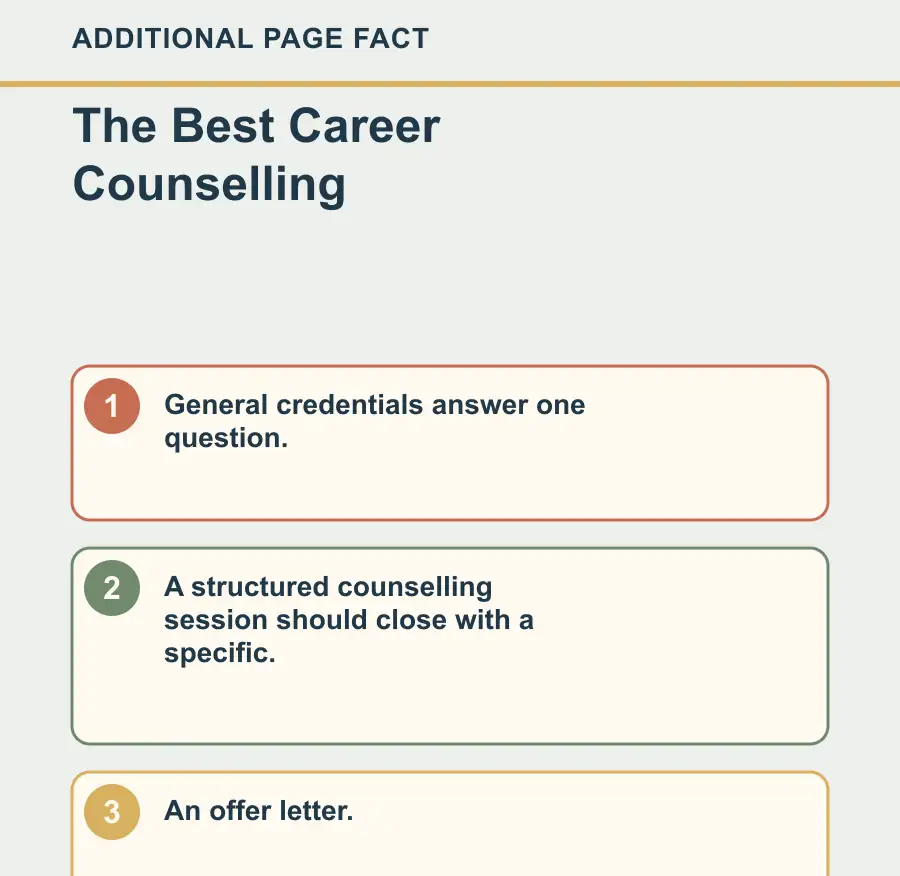 ADDITIONAL PAGE FACT
The Best Career
Counselling
1
General credentials answer one
question.
2
A structured counselling
session should close with a
specific.
3
An offer letter.